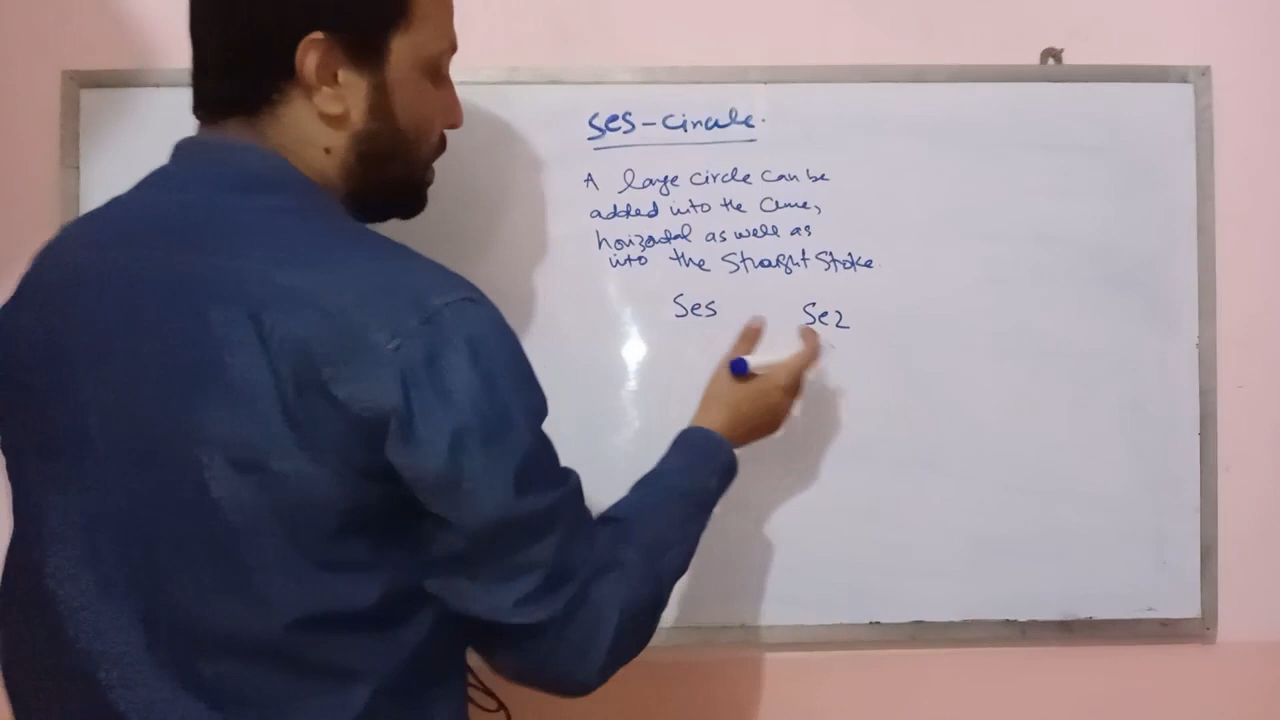 Ses-Circle.
A large circle can be
added into the curve,
horizontal as well as
into the Straight Stoke.
Ses Sez